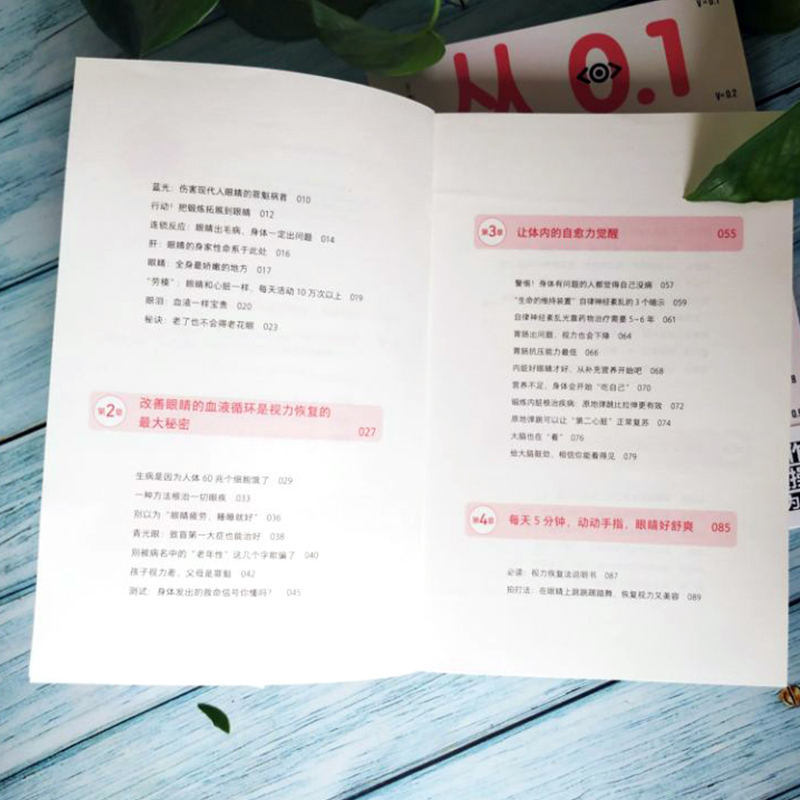 从 0.1
V=0.1
V=0.2
蓝光：伤害现代人眼睛的罪魁祸首 010
行动！把锻炼拓展到眼睛 012
连锁反应：眼睛出毛病，身体一定出问题 014
肝：眼睛的身家性命系于此处 016
眼睛：全身最娇嫩的地方 017
“劳模”：眼睛和心脏一样，每天活动 10 万次以上 019
眼泪：血液一样宝贵 020
秘诀：老了也不会得老花眼 023
第2章 改善眼睛的血液循环是视力恢复的
最大秘密 027
生病是因为人体 60 兆个细胞饿了 029
一种方法根治一切眼疾 033
别以为“眼睛疲劳，睡睡就好” 036
青光眼：致盲第一大症也能治好 038
别被病名中的“老年性”这几个字欺骗了 040
孩子视力差，父母是罪魁 042
测试：身体发出的救命信号你懂吗？ 045
第3章 让体内的自愈力觉醒 055
警惕！身体有问题的人都觉得自己没病 057
“生命的维持装置”自律神经紊乱的 3 个暗示 059
自律神经紊乱光靠药物治疗需要 5~6 年 061
胃肠出问题，视力也会下降 064
胃肠抗压能力最低 066
内脏好眼睛才好，从补充营养开始吧 068
营养不足，身体会开始“吃自己” 070
锻炼内脏根治疾病：原地弹跳比拉伸更有效 072
原地弹跳可以让“第二心脏”正常复苏 074
大脑也在“看” 076
给大脑鼓劲，相信你能看得见 079
第4章 每天 5 分钟，动动手指，眼睛好舒爽 085
必读：视力恢复法说明书 087
拍打法：在眼睛上跳跳踢踏舞，恢复视力又美容 089